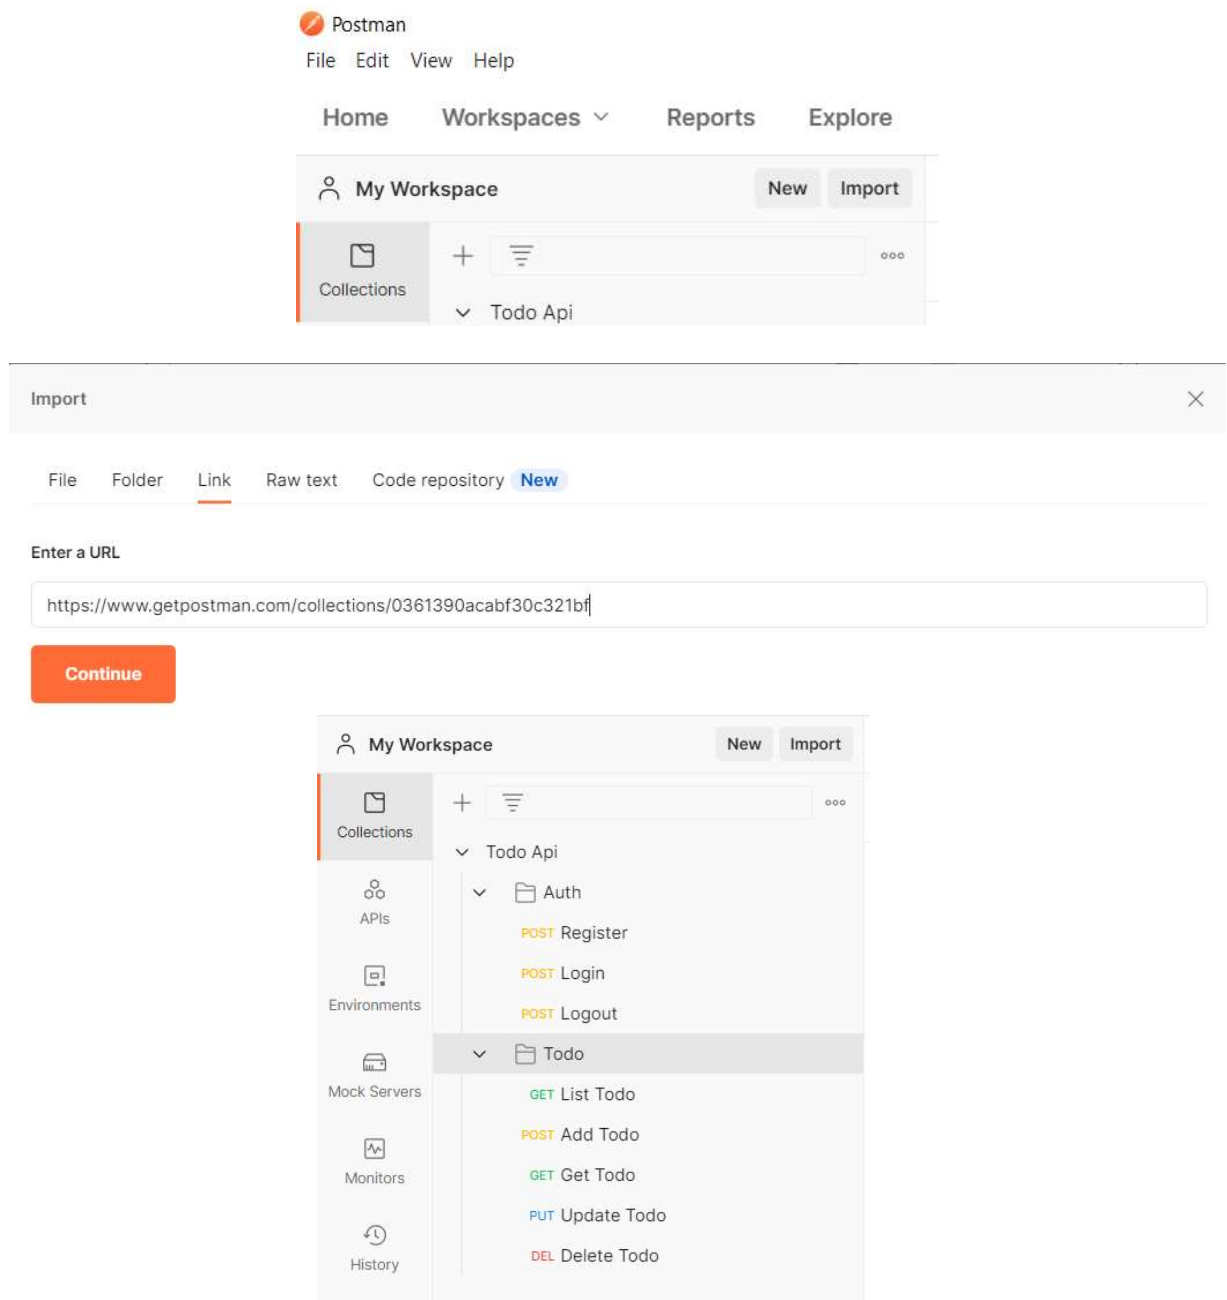 Postman
File Edit View Help
Home Workspaces Reports Explore
My Workspace New Import
Collections
Todo Api
Import
File Folder Link Raw text Code repository New
Enter a URL
https://www.getpostman.com/collections/0361390acabf30c321bf
Continue
My Workspace New Import
Collections
Todo Api
Auth
APIs
POST Register
POST Login
Environments
POST Logout
Todo
Mock Servers
GET List Todo
POST Add Todo
Monitors
GET Get Todo
PUT Update Todo
History
DEL Delete Todo